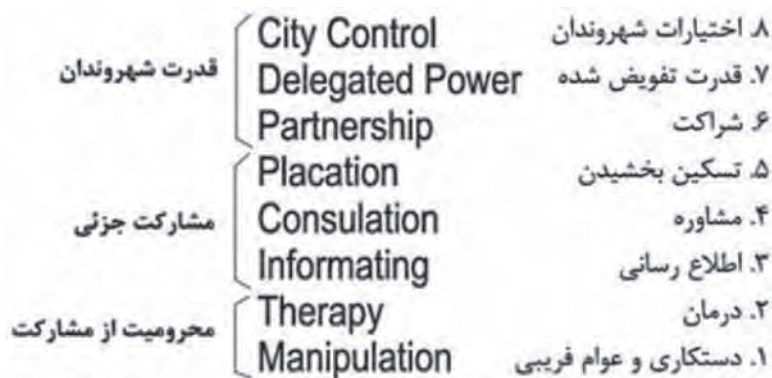 ۸. اختیارات شهروندان City Control
۷. قدرت تفویض شده Delegated Power قدرت شهروندان
۶. شراکت Partnership
۵. تسکین بخشیدن Placation
۴. مشاوره Consulation مشارکت جزئی
۳. اطلاع رسانی Informating
۲. درمان Therapy
محرومیت از مشارکت
۱. دستکاری و عوام فریبی Manipulation